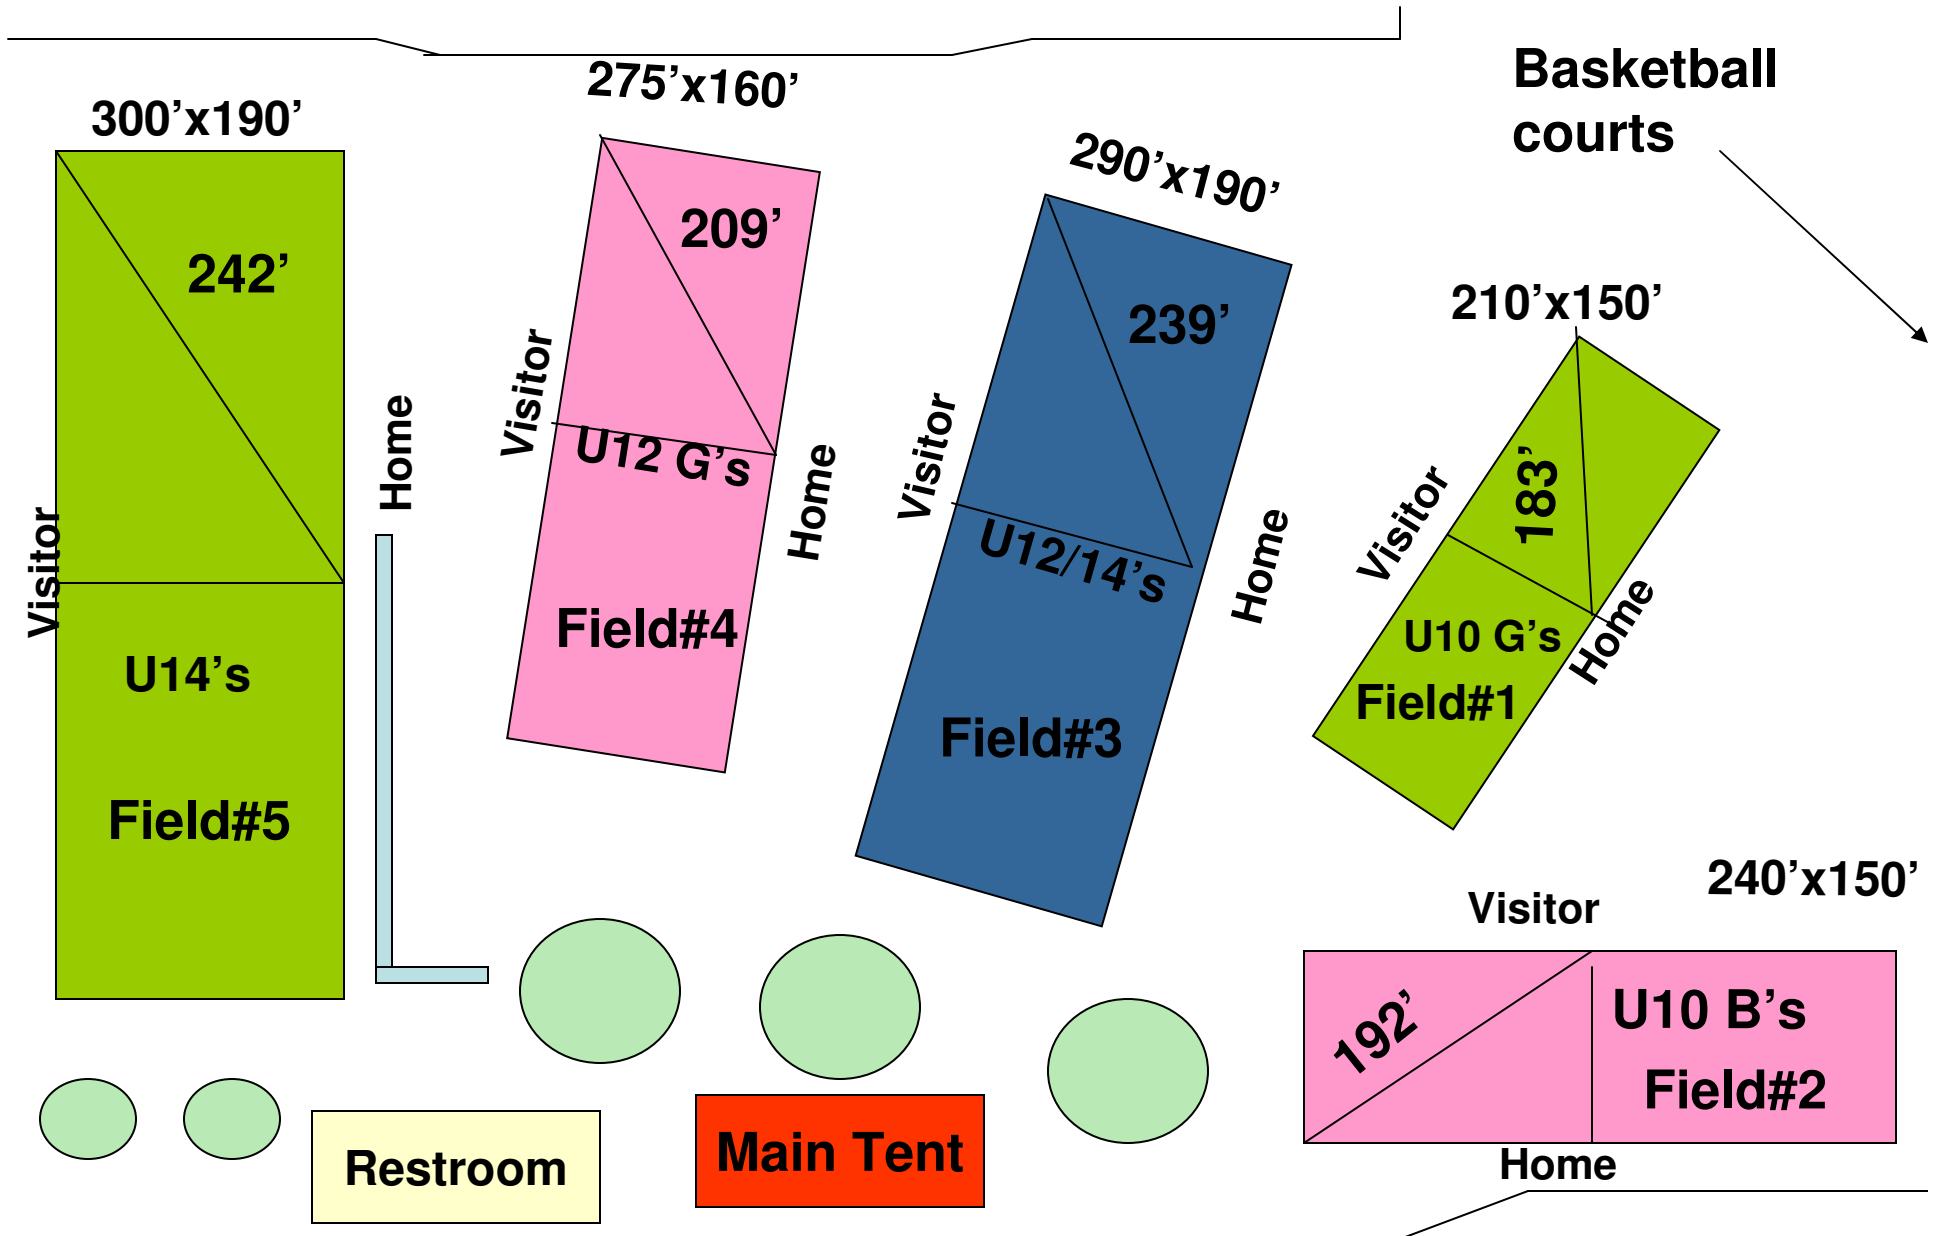 Basketball
courts
300’x190’
242’
Visitor
Home
U14’s
Field#5
275’x160’
209’
Visitor
U12 G’s
Home
Field#4
290’x190’
239’
Visitor
U12/14’s
Home
Field#3
210’x150’
183’
Visitor
Home
U10 G’s
Field#1
240’x150’
Visitor
192’
U10 B’s
Field#2
Home
Restroom
Main Tent